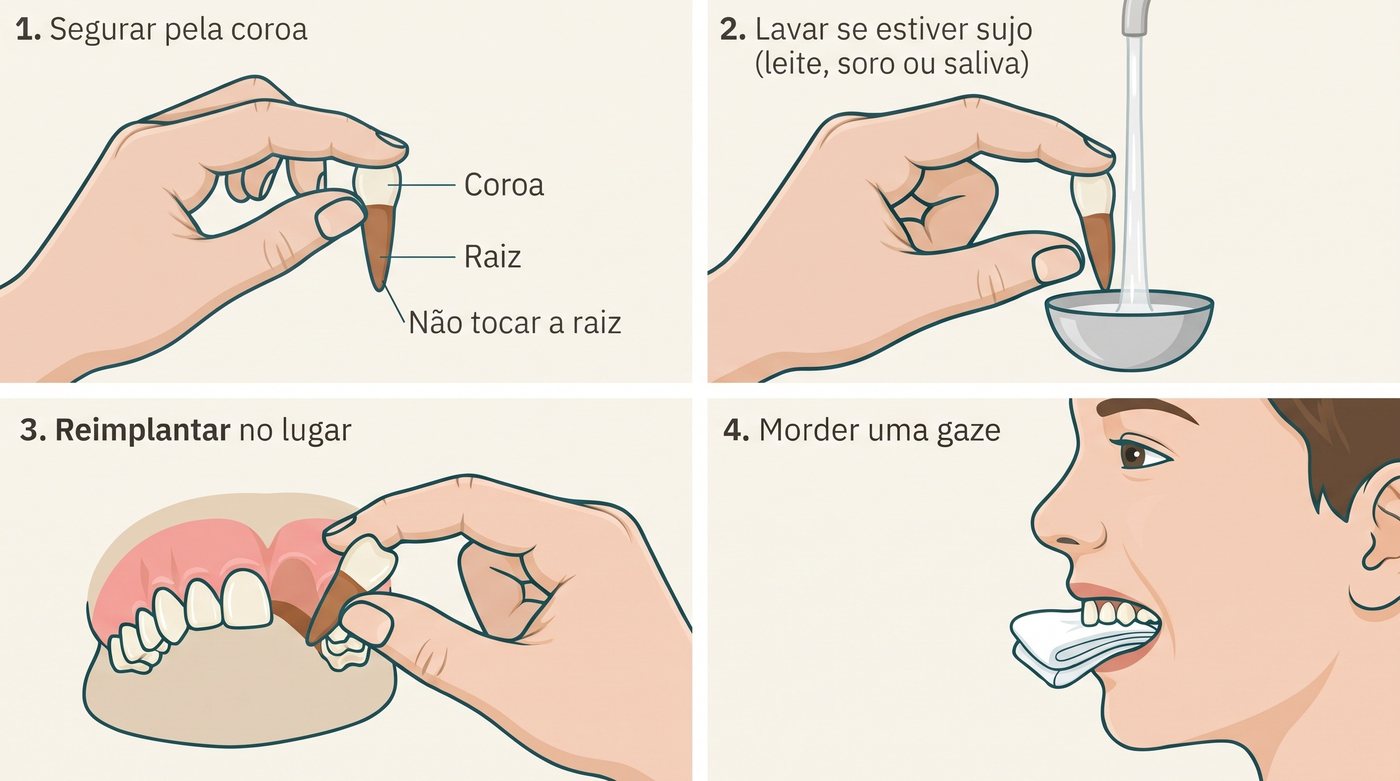 1. Segurar pela coroa
Coroa
Raiz
Não tocar a raiz
2. Lavar se estiver sujo
(leite, soro ou saliva)
3. Reimplantar no lugar
4. Morder uma gaze